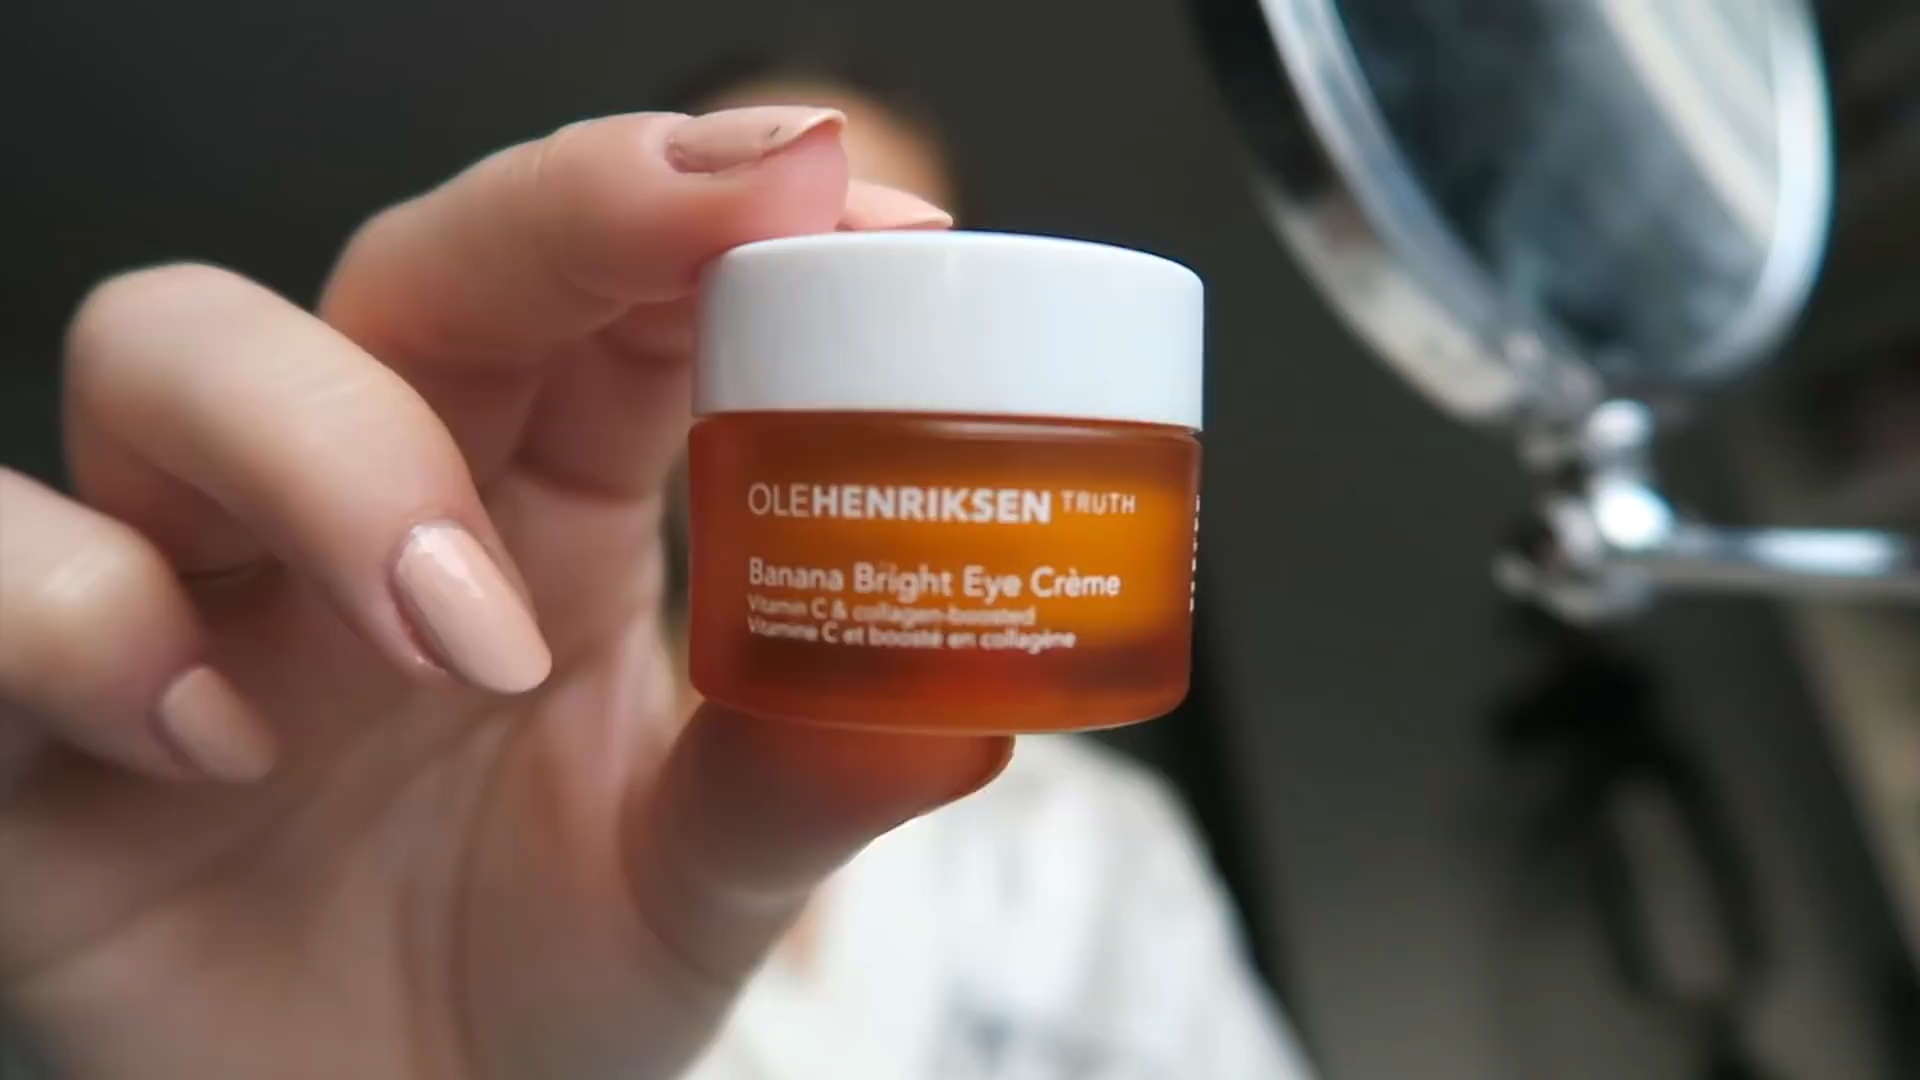 OLEHENRIKSEN TRUTH
Banana Bright Eye Crème
Vitamin C & collagen-boosted
Vitamine C et boosté en collagène